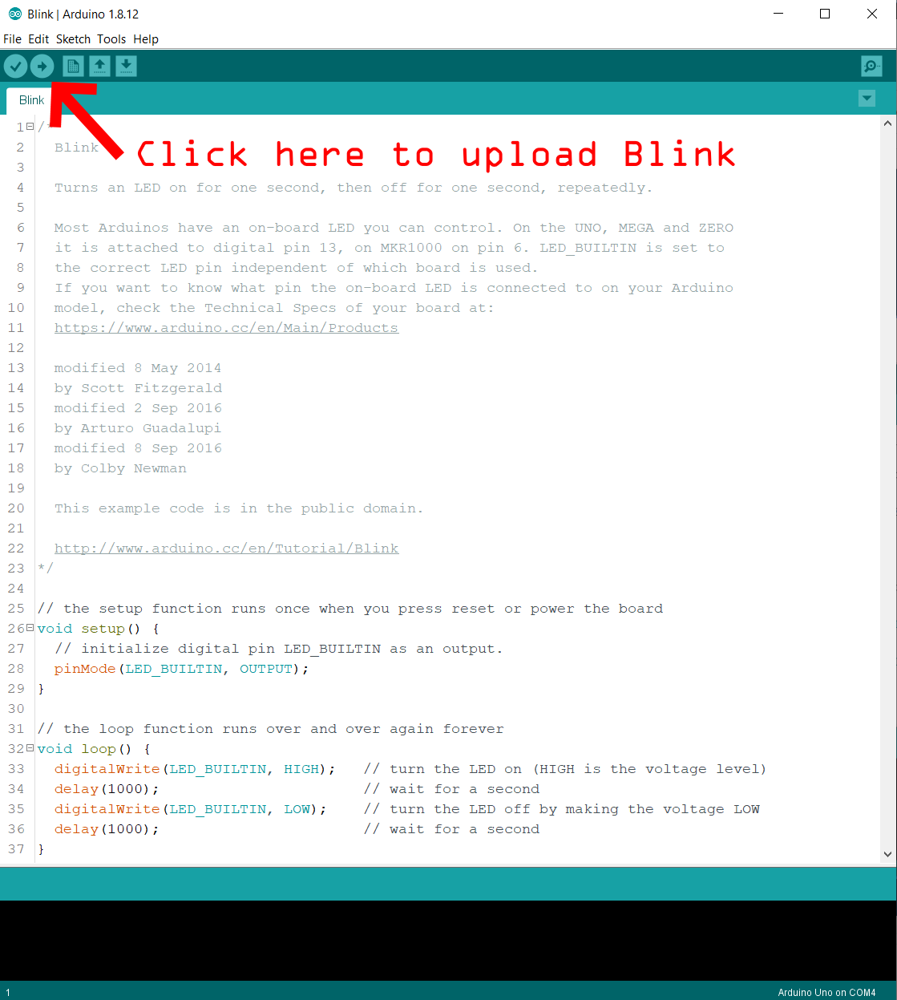 Blink | Arduino 1.8.12
File Edit Sketch Tools Help
Blink
Click here to upload Blink
1 /
2 Blink
3
4 Turns an LED on for one second, then off for one second, repeatedly.
5
6 Most Arduinos have an on-board LED you can control. On the UNO, MEGA and ZERO
7 it is attached to digital pin 13, on MKR1000 on pin 6. LED_BUILTIN is set to
8 the correct LED pin independent of which board is used.
9 If you want to know what pin the on-board LED is connected to on your Arduino
10 model, check the Technical Specs of your board at:
11 https://www.arduino.cc/en/Main/Products
12
13 modified 8 May 2014
14 by Scott Fitzgerald
15 modified 2 Sep 2016
16 by Arturo Guadalupi
17 modified 8 Sep 2016
18 by Colby Newman
19
20 This example code is in the public domain.
21
22 http://www.arduino.cc/en/Tutorial/Blink
23 */
24
25 // the setup function runs once when you press reset or power the board
26 void setup() {
27 // initialize digital pin LED_BUILTIN as an output.
28 pinMode(LED_BUILTIN, OUTPUT);
29 }
30
31 // the loop function runs over and over again forever
32 void loop() {
33 digitalWrite(LED_BUILTIN, HIGH); // turn the LED on (HIGH is the voltage level)
34 delay(1000); // wait for a second
35 digitalWrite(LED_BUILTIN, LOW); // turn the LED off by making the voltage LOW
36 delay(1000); // wait for a second
37 }
1 Arduino Uno on COM4